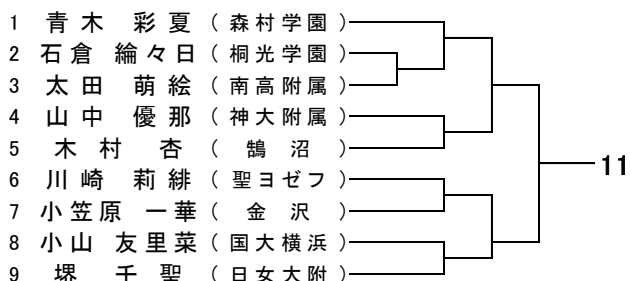 1 青木 彩夏 ( 森村学園 )
2 石倉 綸々日 ( 桐光学園 )
3 太田 萌絵 ( 南高附属 )
4 山中 優那 ( 神大附属 )
5 木村 杏 ( 鵠沼 )
6 川崎 莉緋 ( 聖ヨゼフ )
7 小笠原 一華 ( 金沢 )
8 小山 友里菜 ( 国大横浜 )
9 堺 千聖 ( 日女大附 )
11